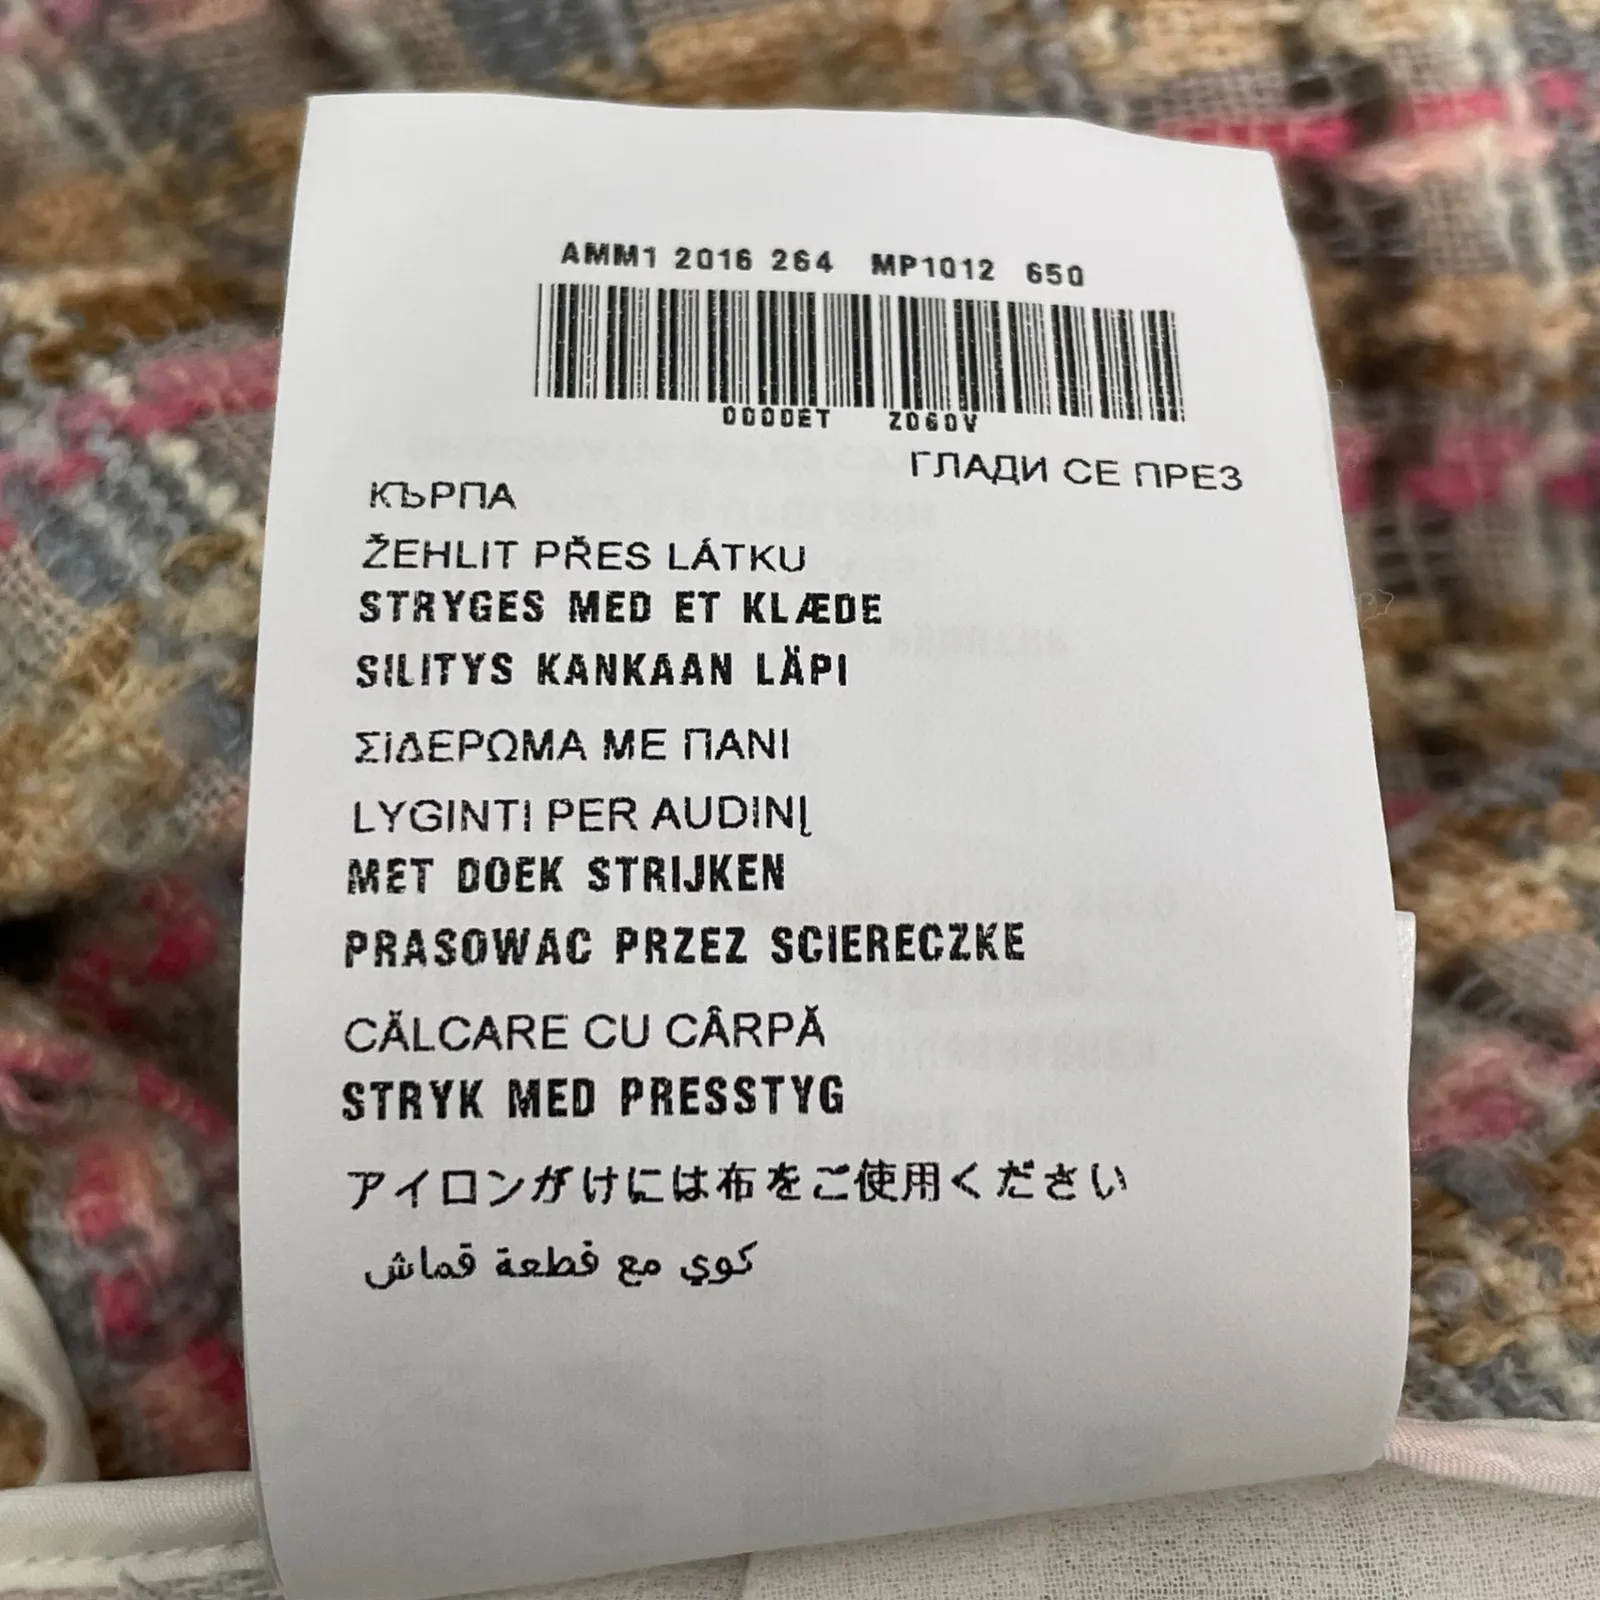 AMM1 2016 264 MP1012 650
0000ET Z060V
ГЛАДИ СЕ ПРЕЗ
КЪРПА
ŽEHLIT PŘES LÁTKU
STRYGES MED ET KLÆDE
SILITYS KANKAAN LÄPI
ΣίΔΕΡΩΜΑ ΜΕ ΠΑΝΙ
LYGINTI PER AUDINĮ
MET DOEK STRIJKEN
PRASOWAC PRZEZ SCIERECZKE
CĂLCARE CU CÂRPĂ
STRYK MED PRESSTYG
アイロンがけには布をご使用ください
كوي مع قطعة قماش